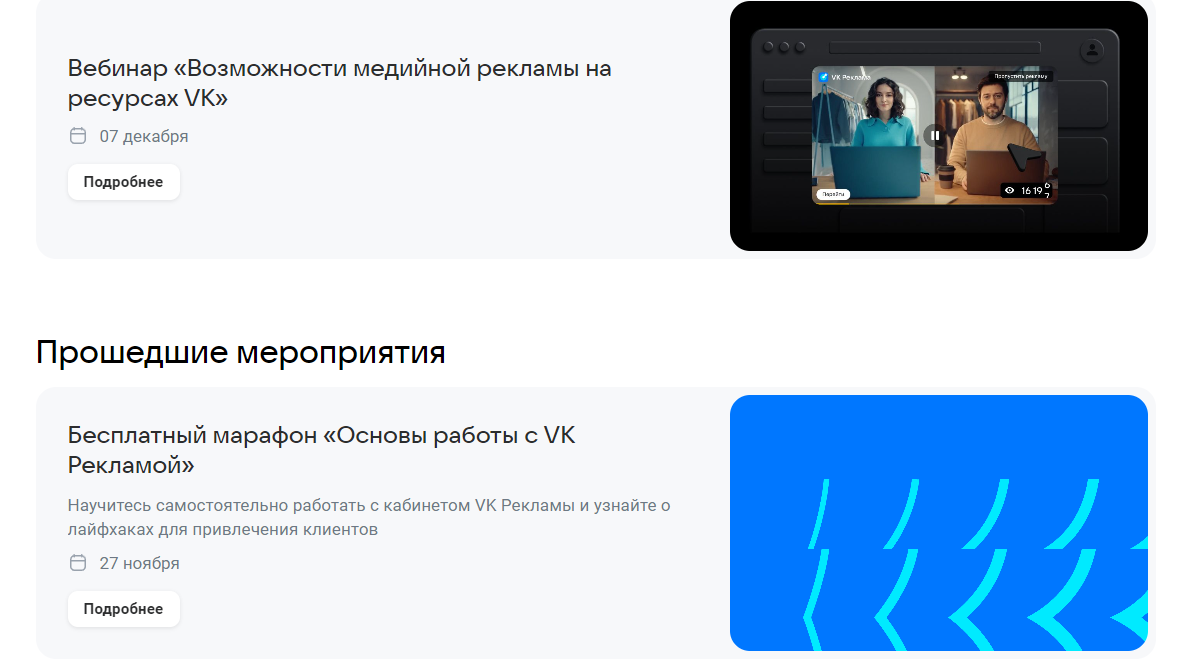 Вебинар «Возможности медийной рекламы на
ресурсах VK»
07 декабря
Подробнее
VK Реклама
Пропустить рекламу
Перейти
16 19
Прошедшие мероприятия
Бесплатный марафон «Основы работы с VK
Рекламой»
Научитесь самостоятельно работать с кабинетом VK Рекламы и узнайте о
лайфхаках для привлечения клиентов
27 ноября
Подробнее